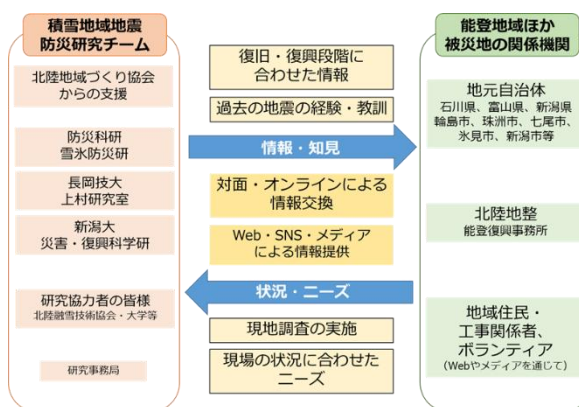 積雪地域地震
防災研究チーム
北陸地域づくり協会
からの支援
防災科研
雪氷防災研
長岡技大
上村研究室
新潟大
災害・復興科学研
研究協力者の皆様
北陸融雪技術協会・大学等
研究事務局
復旧・復興段階に
合わせた情報
過去の地震の経験・教訓
情報・知見
対面・オンラインによる
情報交換
Web・SNS・メディア
による情報提供
状況・ニーズ
現地調査の実施
現場の状況に合わせた
ニーズ
能登地域ほか
被災地の関係機関
地元自治体
石川県、富山県、新潟県
輪島市、珠洲市、七尾市、
氷見市、新潟市等
北陸地整
能登復興事務所
地域住民・
工事関係者、
ボランティア
（Webやメディアを通じて）